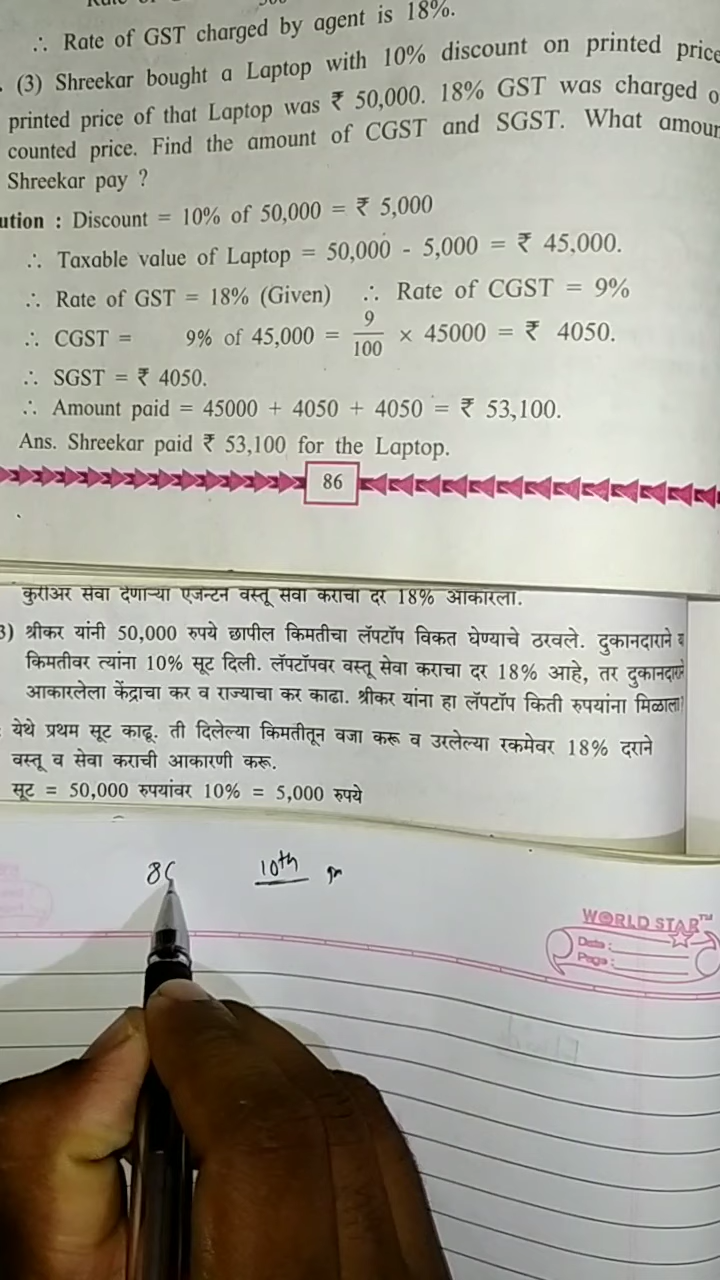 ∴ Rate of GST charged by agent is 18%.
(3) Shreekar bought a Laptop with 10% discount on printed price
printed price of that Laptop was ₹ 50,000. 18% GST was charged
counted price. Find the amount of CGST and SGST. What
Shreekar pay ?
ution : Discount = 10% of 50,000 = ₹ 5,000
∴ Taxable value of Laptop = 50,000 - 5,000 = ₹ 45,000.
∴ Rate of GST = 18% (Given) ∴ Rate of CGST = 9%
∴ CGST = 9% of 45,000 = 9/100 × 45000 = ₹ 4050.
∴ SGST = ₹ 4050.
∴ Amount paid = 45000 + 4050 + 4050 = ₹ 53,100.
Ans. Shreekar paid ₹ 53,100 for the Laptop.
86
कुरीअर सेवा देणाऱ्या एजन्टने वस्तू सेवा कराचा दर 18% आकारला.
3) श्रीकर यांनी 50,000 रुपये छापील किमतीचा लॅपटॉप विकत घेण्याचे ठरवले. दुकानदाराने व
किमतीवर त्यांना 10% सूट दिली. लॅपटॉपवर वस्तू सेवा कराचा दर 18% आहे, तर दुकानदाराने
आकारलेला केंद्राचा कर व राज्याचा कर काढा. श्रीकर यांना हा लॅपटॉप किती रुपयांना मिळाला?
येथे प्रथम सूट काढू. ती दिलेल्या किमतीतून वजा करू व उरलेल्या रकमेवर 18% दराने
वस्तू व सेवा कराची आकारणी करू.
सूट = 50,000 रुपयांवर 10% = 5,000 रुपये
10th
WORLD STAR™
Date :
Page :